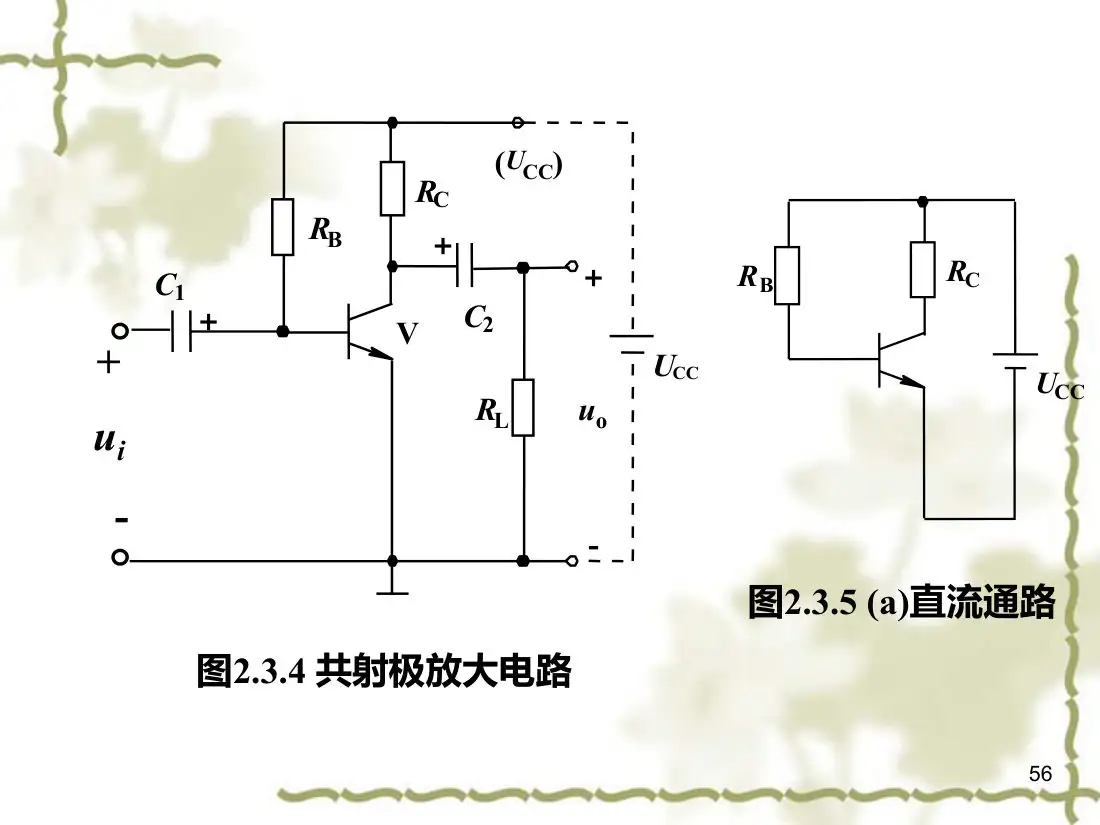 (UCC)
RC
RB
+
C1
+
+
C2
V
+
UCC
RL
uo
ui
-
-
RB
RC
UCC
图2.3.5 (a)直流通路
图2.3.4 共射极放大电路
56